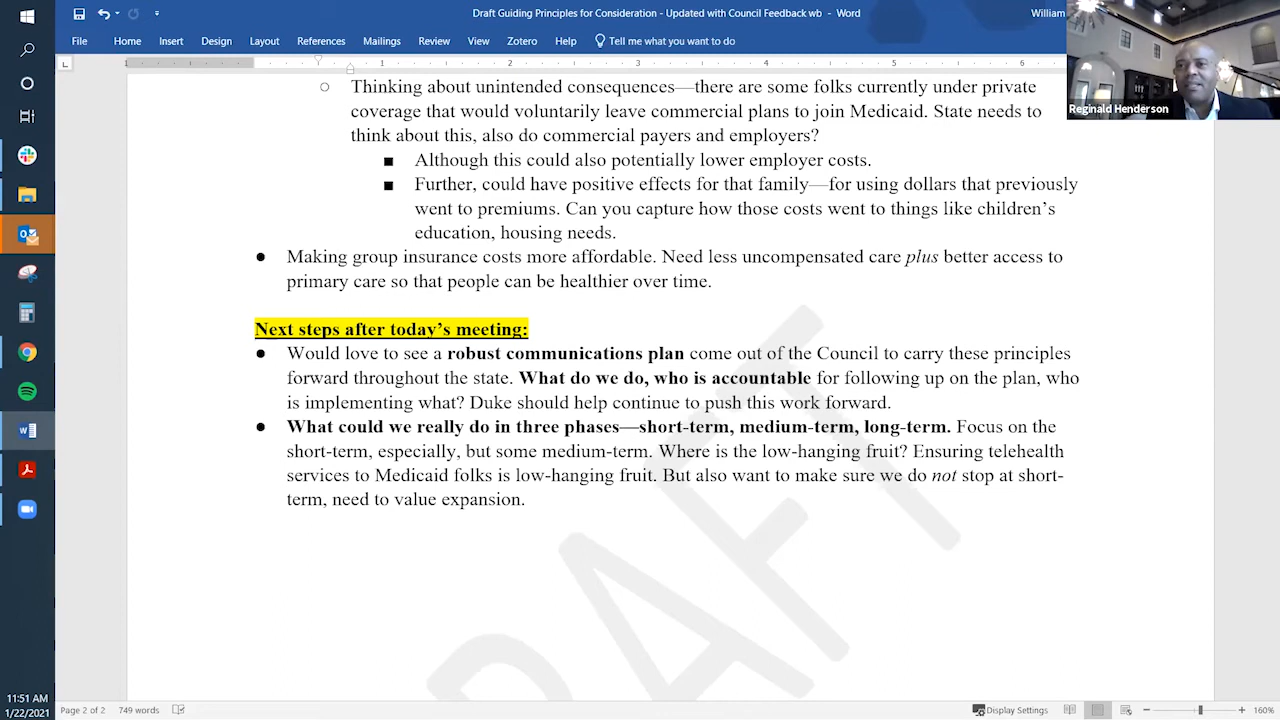 Draft Guiding Principles for Consideration - Updated with Council Feedback wb - Word
William
File Home Insert Design Layout References Mailings Review View Zotero Help Tell me what you want to do
Reginald Henderson
1 1 2 3 4 5 6
Thinking about unintended consequences—there are some folks currently under private
coverage that would voluntarily leave commercial plans to join Medicaid. State needs to
think about this, also do commercial payers and employers?
Although this could also potentially lower employer costs.
Further, could have positive effects for that family—for using dollars that previously
went to premiums. Can you capture how those costs went to things like children's
education, housing needs.
Making group insurance costs more affordable. Need less uncompensated care plus better access to
primary care so that people can be healthier over time.
Next steps after today's meeting:
Would love to see a robust communications plan come out of the Council to carry these principles
forward throughout the state. What do we do, who is accountable for following up on the plan, who
is implementing what? Duke should help continue to push this work forward.
What could we really do in three phases—short-term, medium-term, long-term. Focus on the
short-term, especially, but some medium-term. Where is the low-hanging fruit? Ensuring telehealth
services to Medicaid folks is low-hanging fruit. But also want to make sure we do not stop at short-
term, need to value expansion.
DRAFT
11:51 AM
1/22/2021
Page 2 of 2 749 words
Display Settings
160%